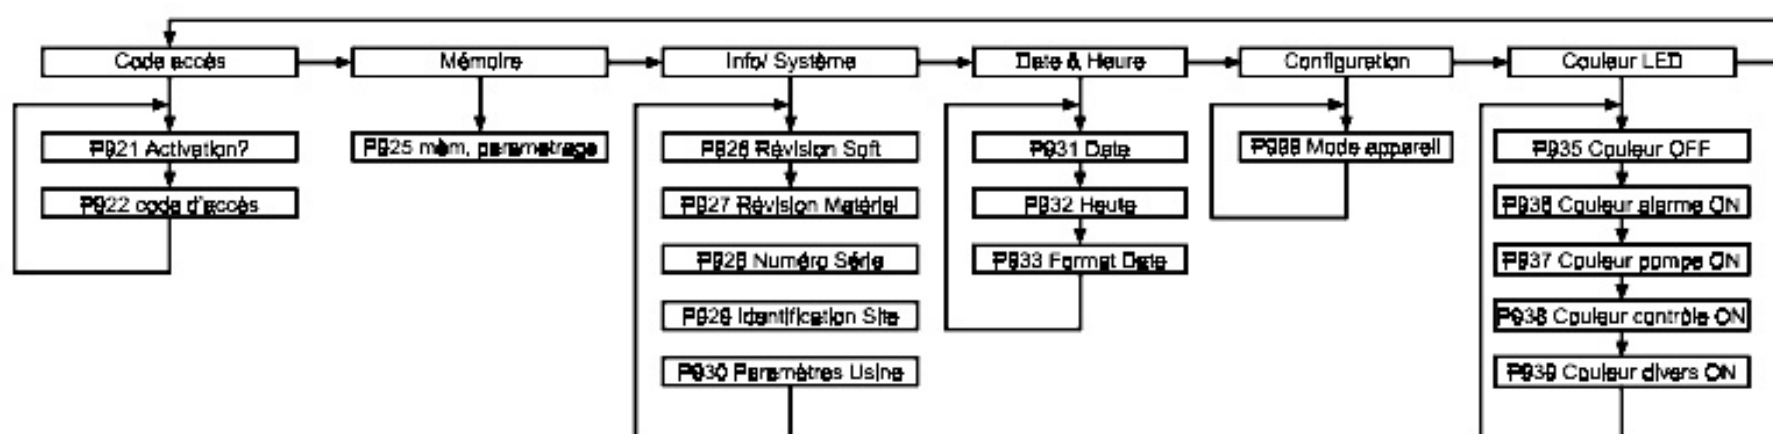 Code accès
Mémoire
Info/ Système
Date & Heure
Configuration
Couleur LED
P921 Activation?
P922 code d'accès
P925 mém, parametrage
P926 Révision Soft
P927 Révision Matériel
P928 Numéro Série
P929 Identification Site
P930 Paramètres Usine
P931 Date
P932 Heute
P933 Format Date
Mode appareil
P935 Couleur OFF
P936 Couleur alarme ON
P937 Couleur pompe ON
P938 Couleur contrôle ON
P939 Couleur divers ON